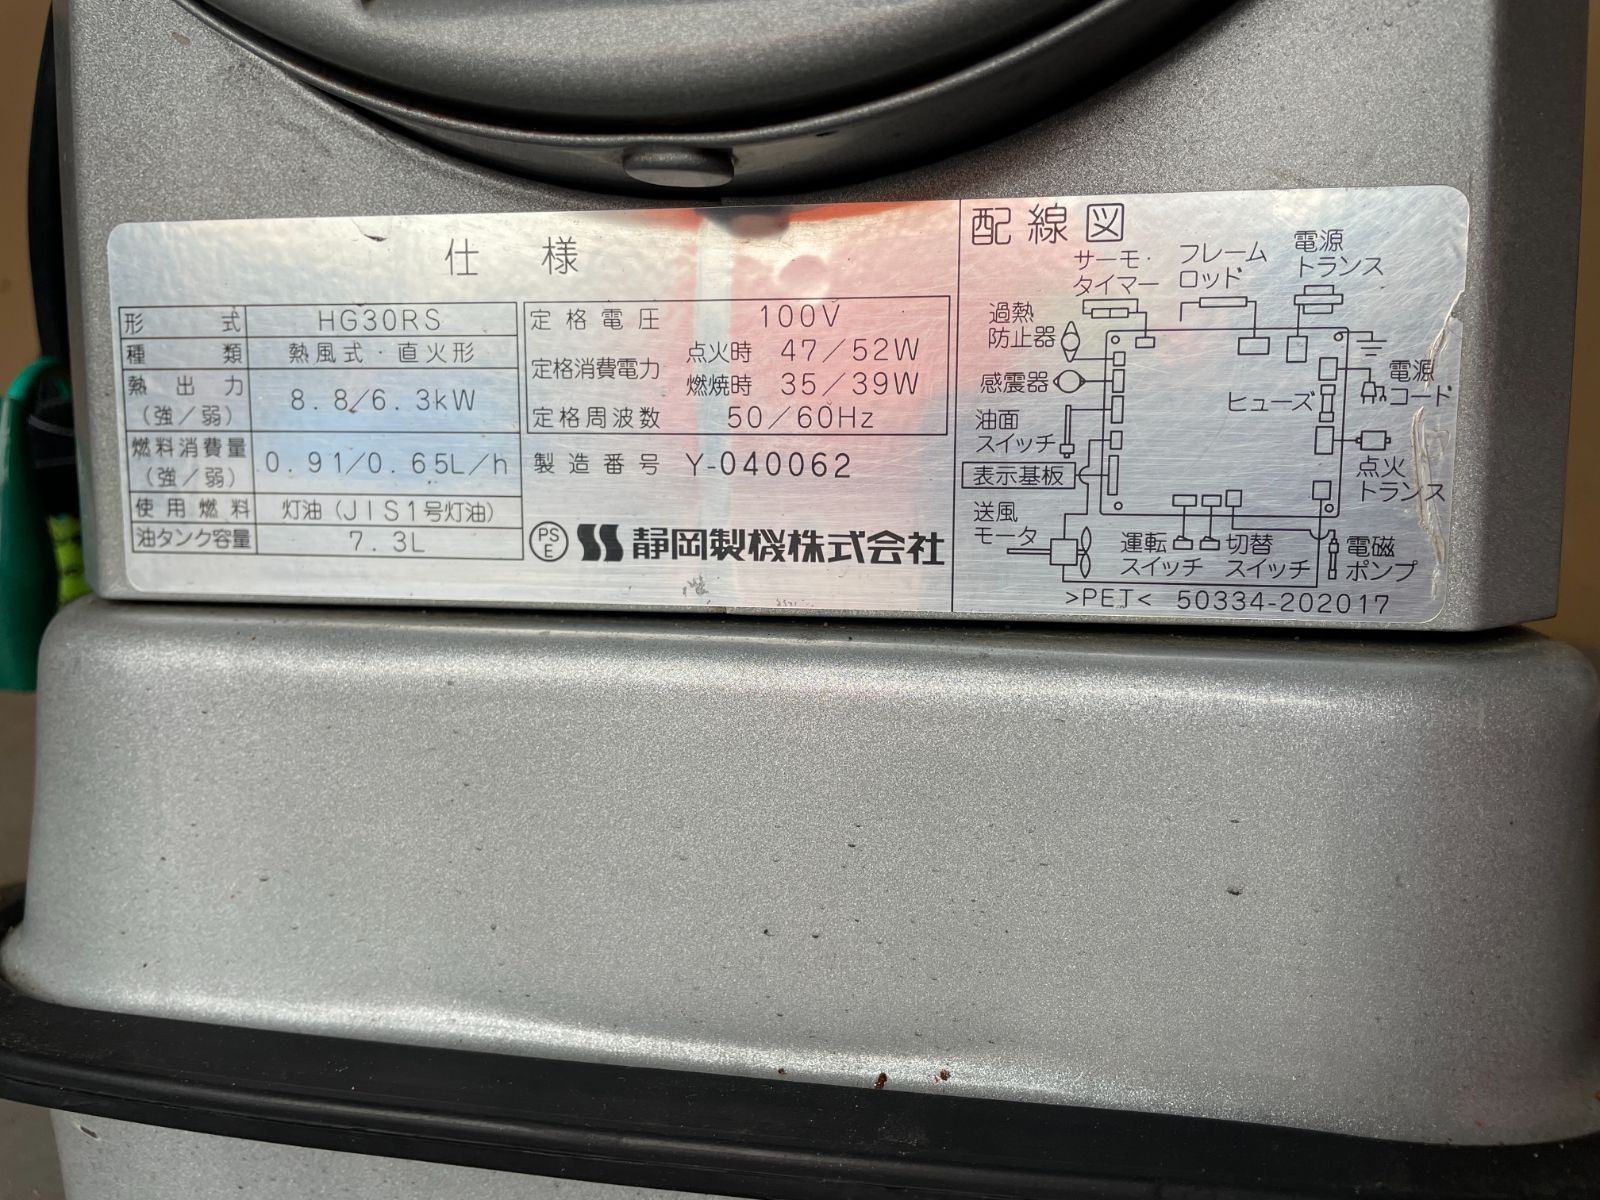 仕様
形式 HG30RS
種類 熱風式・直火形
熱出力(強/弱) 8.8/6.3kW
燃料消費量(強/弱) 0.91/0.65L/h
使用燃料 灯油(JIS1号灯油)
油タンク容量 7.3L
定格電圧 100V
定格消費電力 点火時 47/52W
燃焼時 35/39W
定格周波数 50/60Hz
製造番号 Y-040062
PS
E
静岡製機株式会社
配線図
サーモ・
タイマー
フレーム
ロッド
電源
トランス
過熱
防止器
感震器
油面
スイッチ
表示基板
送風
モータ
ヒューズ
電源
コード
点火
トランス
運転
スイッチ
切替
スイッチ
電磁
ポンプ
>PET< 50334-202017